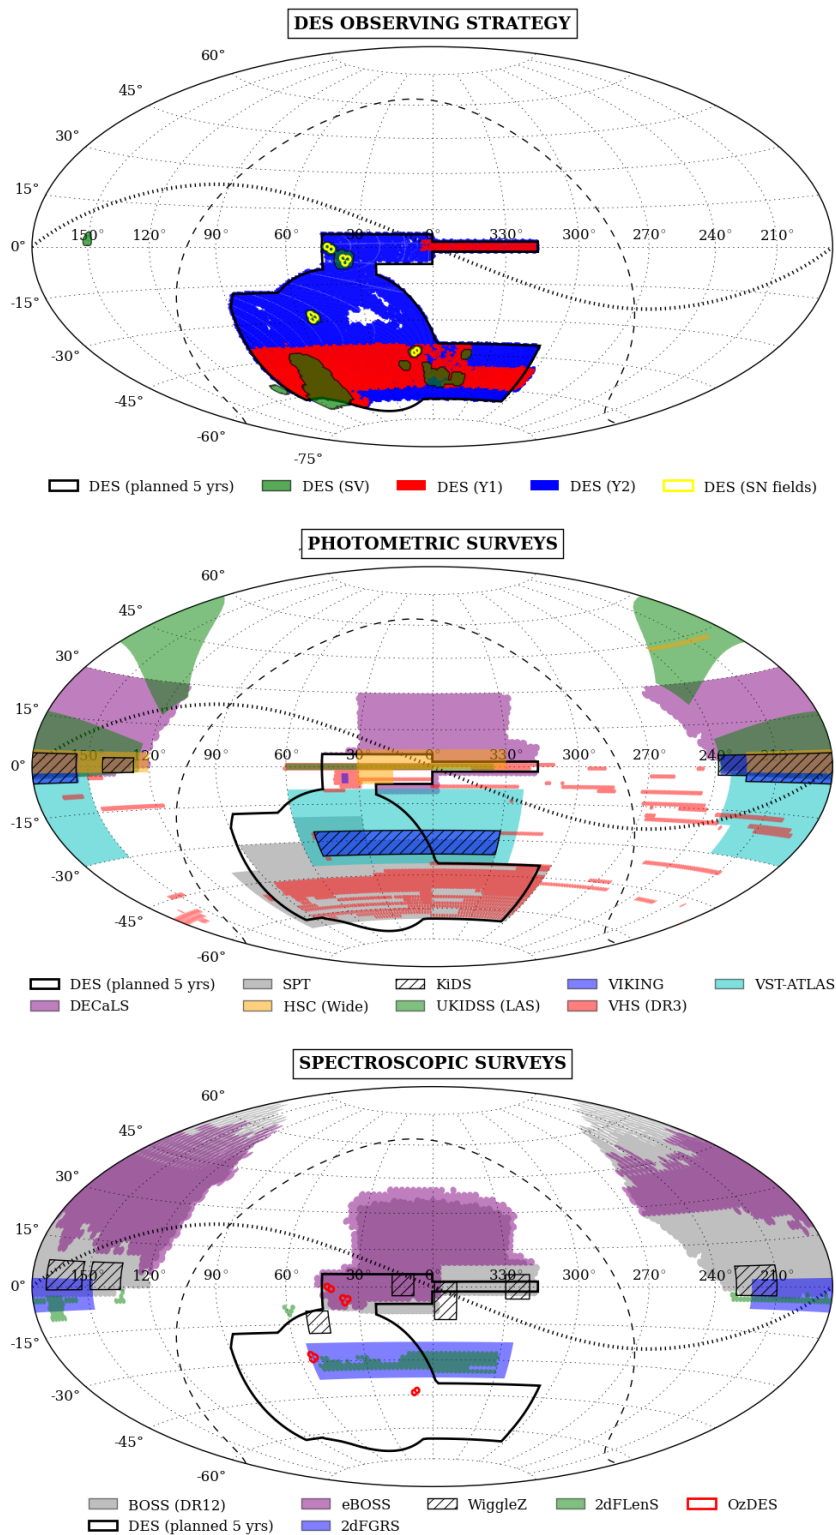 DES OBSERVING STRATEGY
60°
45°
30°
15°
0°
-15°
-30°
-45°
-60°
-75°
150 120 90 60 30 0° 330 300 270 240 210
DES (planned 5 yrs) DES (SV) DES (Y1) DES (Y2) DES (SN fields)
PHOTOMETRIC SURVEYS
60°
45°
30°
15°
0°
-15°
-30°
-45°
-60°
150° 120 90 60 30 0° 330 300 270 240 210
DES (planned 5 yrs) SPT KiDS VIKING VST-ATLAS
DECaLS HSC (Wide) UKIDSS (LAS) VHS (DR3)
SPECTROSCOPIC SURVEYS
60°
45°
30°
15°
0°
-15°
-30°
-45°
-60°
150° 120 90 60 30 0° 330 300 270 240 210
BOSS (DR12) eBOSS WiggleZ 2dFLenS OzDES
DES (planned 5 yrs) 2dFGRS